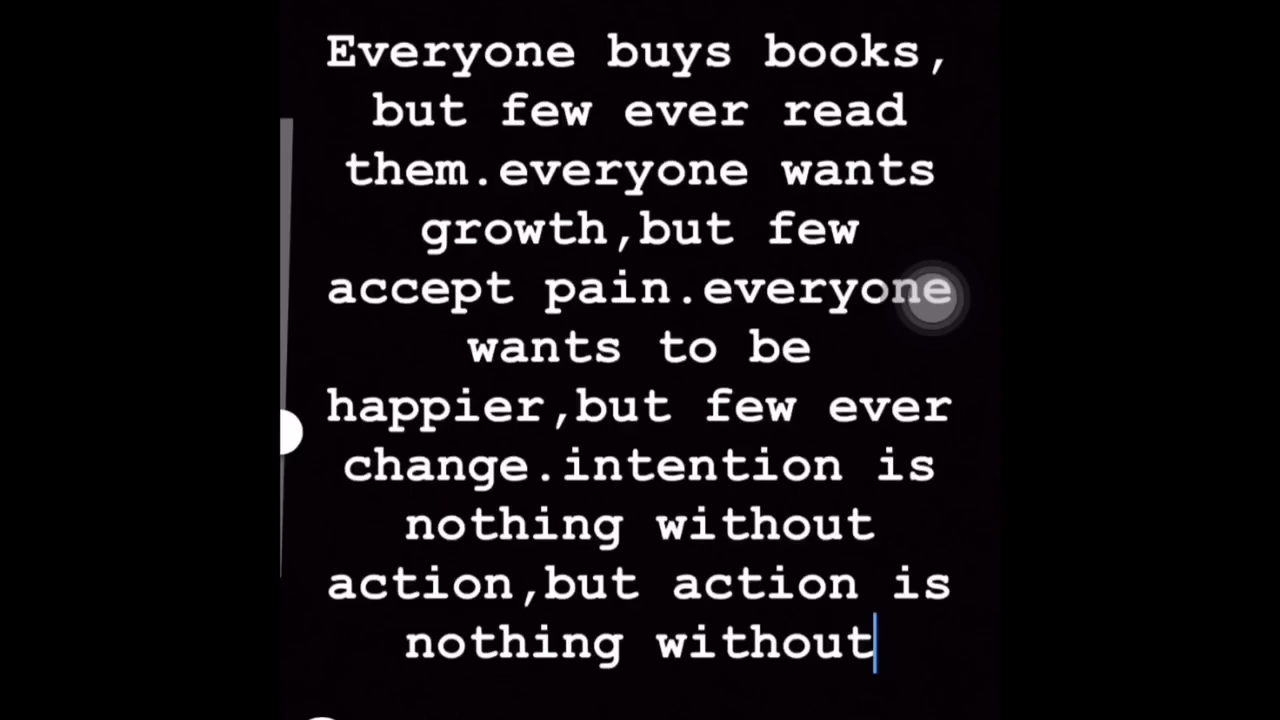 Everyone buys books,
but few ever read
them.everyone wants
growth,but few
accept pain.everyone
wants to be
happier,but few ever
change.intention is
nothing without
action,but action is
nothing without